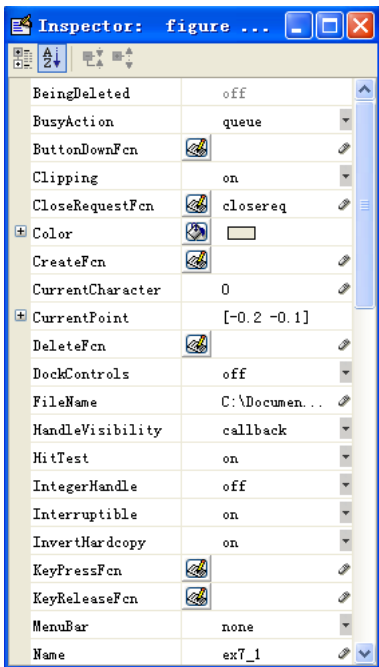 Inspector: figure ...
BeingDeleted off
BusyAction queue
ButtonDownFcn
Clipping on
CloseRequestFcn closereq
Color
CreateFcn
CurrentCharacter 0
CurrentPoint [-0.2 -0.1]
DeleteFcn
DockControls off
FileName C:\Documen...
HandleVisibility callback
HitTest on
IntegerHandle off
Interruptible on
InvertHardcopy on
KeyPressFcn
KeyReleaseFcn
MenuBar none
Name ex7_1